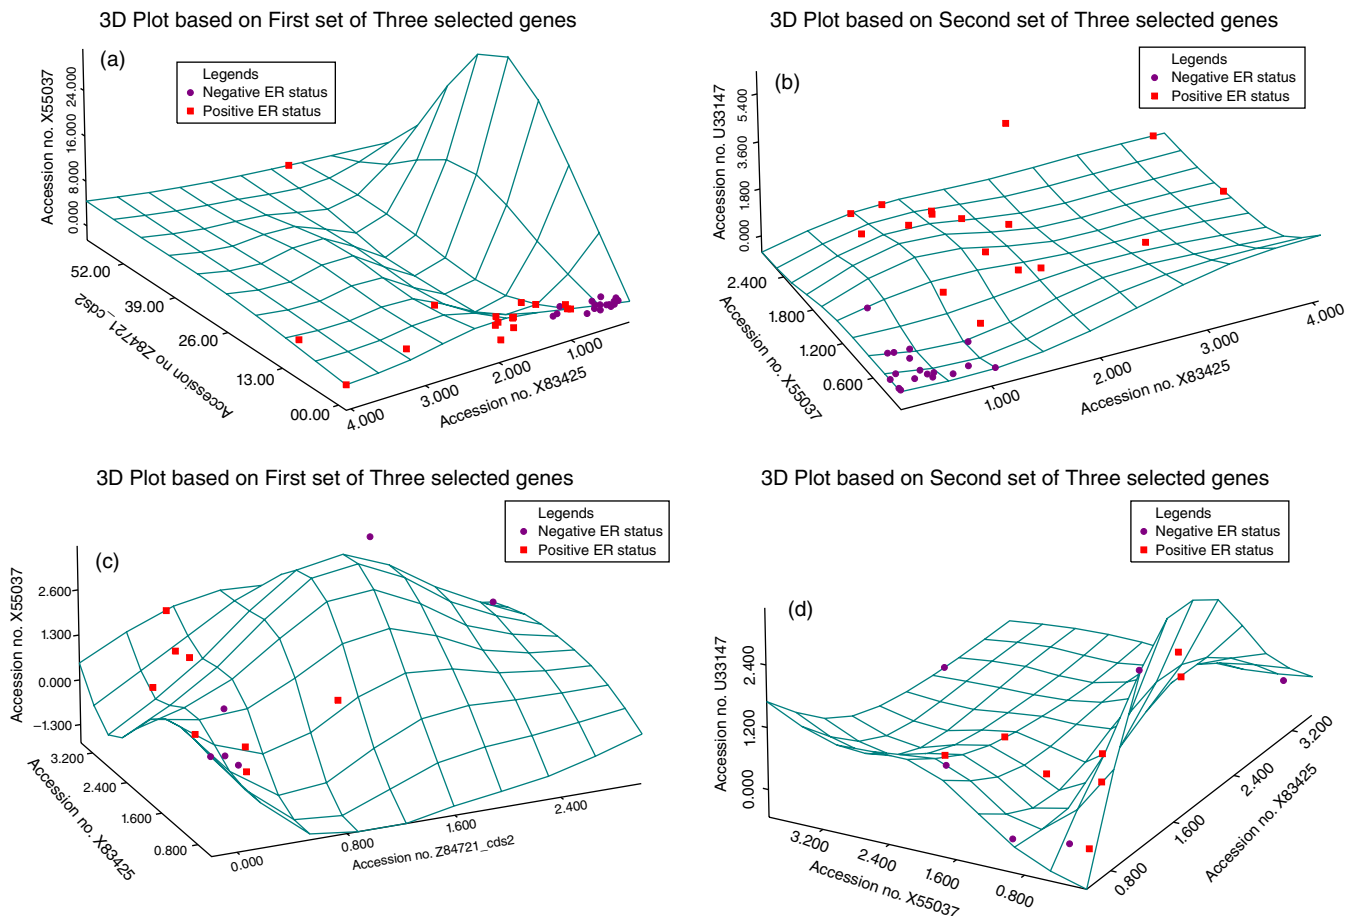 3D Plot based on First set of Three selected genes
(a)
Legends
Negative ER status
Positive ER status
Accession no. X55037
24.000
16.000
8.000
0.000
52.00
39.00
26.00
13.00
00.00
Accession no Z84721_cds2
4.000
3.000
2.000
1.000
Accession no. X83425
3D Plot based on Second set of Three selected genes
(b)
Legends
Negative ER status
Positive ER status
Accession no. U33147
5.400
3.600
1.800
0.000
2.400
1.800
1.200
0.600
Accession no. X55037
1.000
2.000
3.000
4.000
Accession no. X83425
3D Plot based on First set of Three selected genes
(c)
Legends
Negative ER status
Positive ER status
Accession no. X55037
2.600
1.300
0.000
−1.300
3.200
2.400
1.600
0.800
Accession no. X83425
0.000
0.800
1.600
2.400
Accession no. Z84721_cds2
3D Plot based on Second set of Three selected genes
(d)
Legends
Negative ER status
Positive ER status
Accession no. U33147
2.400
1.200
0.000
3.200
2.400
1.600
0.800
Accession no. X55037
0.800
1.600
2.400
3.200
Accession no. X83425